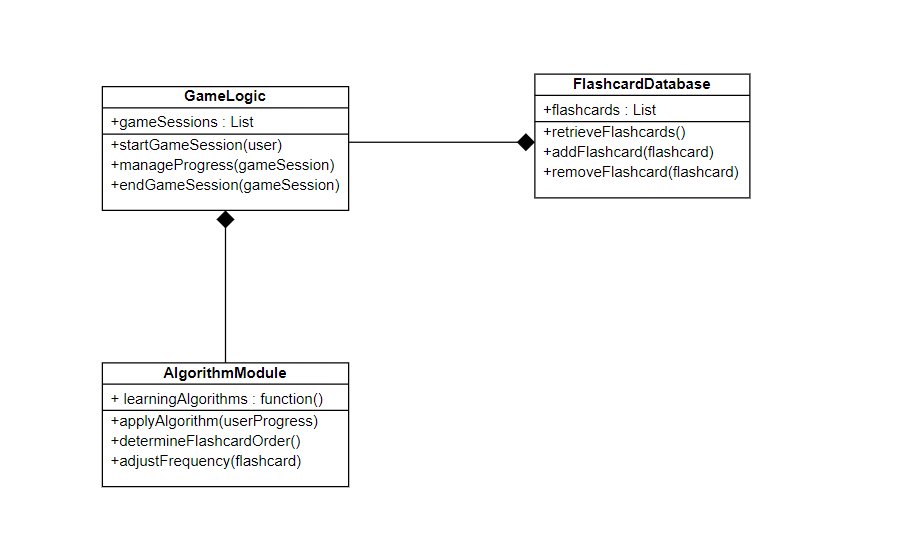 GameLogic
+gameSessions : List
+startGameSession(user)
+manageProgress(gameSession)
+endGameSession(gameSession)
FlashcardDatabase
+flashcards : List
+retrieveFlashcards()
+addFlashcard(flashcard)
+removeFlashcard(flashcard)
AlgorithmModule
+ learningAlgorithms : function()
+applyAlgorithm(userProgress)
+determineFlashcardOrder()
+adjustFrequency(flashcard)